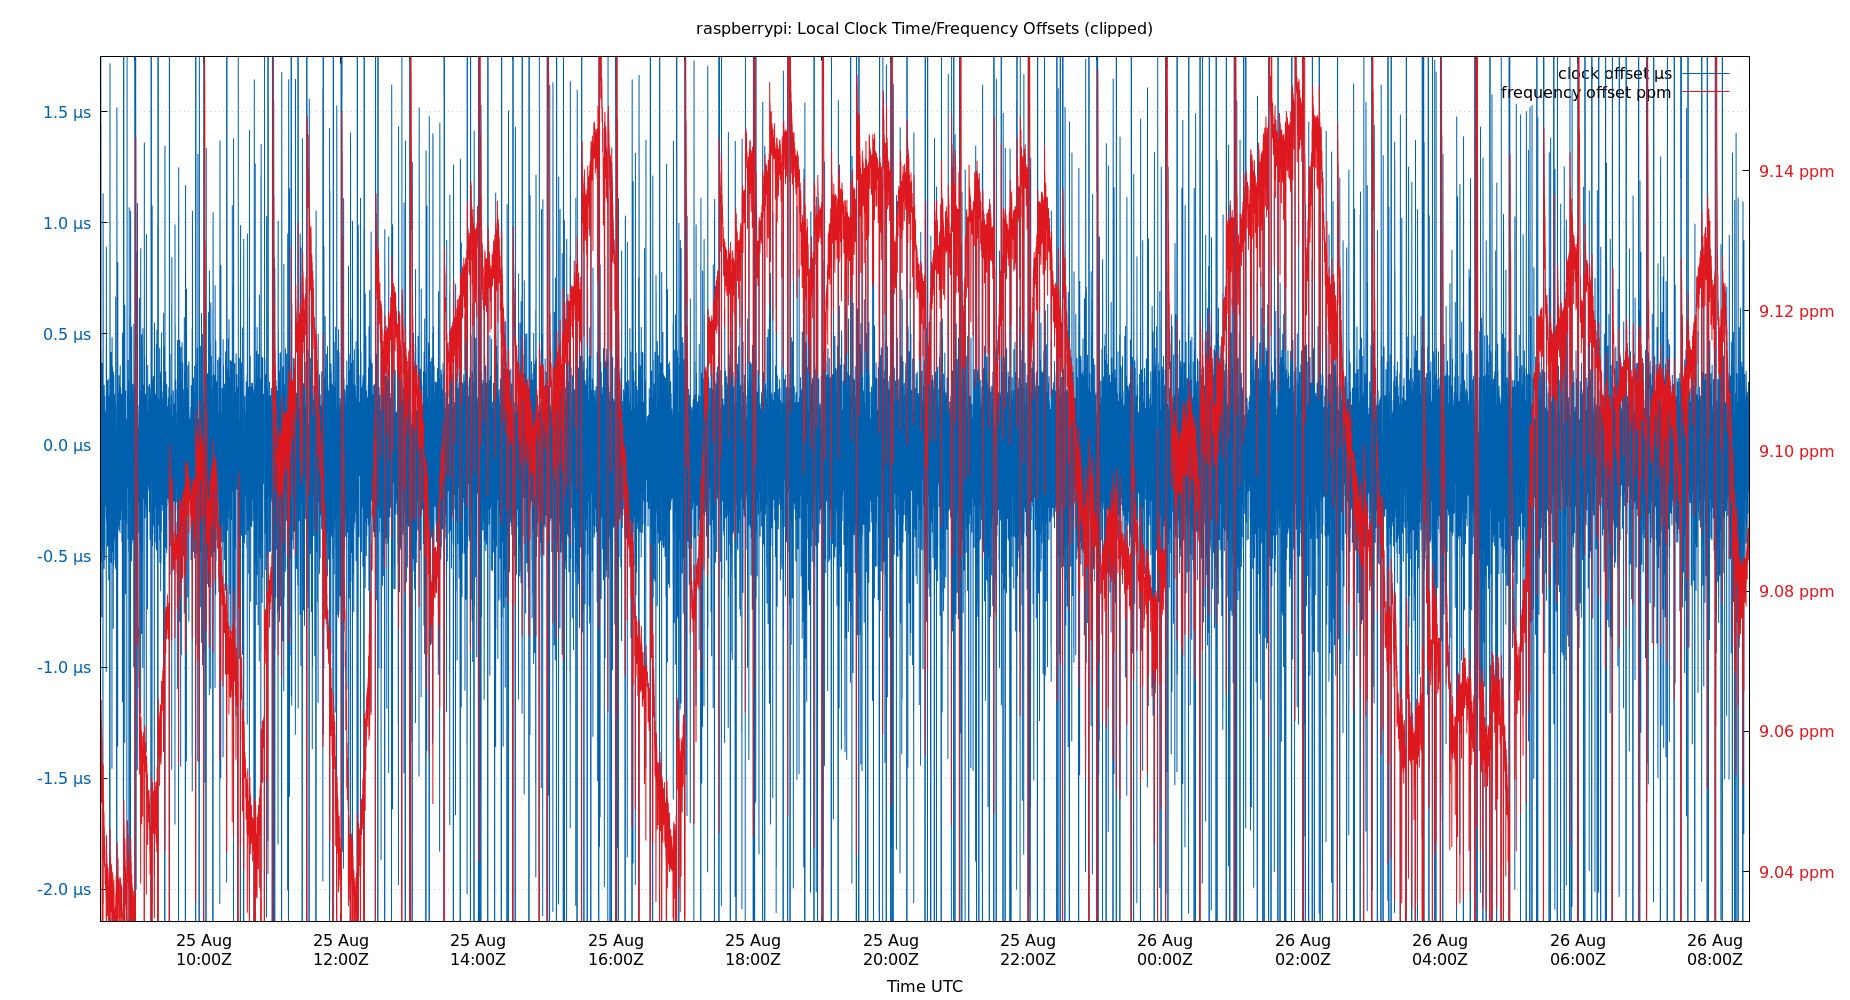 raspberrypi: Local Clock Time/Frequency Offsets (clipped)
clock offset µs
frequency offset ppm
1.5 µs
1.0 µs
0.5 µs
0.0 µs
-0.5 µs
-1.0 µs
-1.5 µs
-2.0 µs
9.14 ppm
9.12 ppm
9.10 ppm
9.08 ppm
9.06 ppm
9.04 ppm
25 Aug 25 Aug 25 Aug 25 Aug 25 Aug 25 Aug 25 Aug 26 Aug 26 Aug 26 Aug 26 Aug 26 Aug
10:00Z 12:00Z 14:00Z 16:00Z 18:00Z 20:00Z 22:00Z 00:00Z 02:00Z 04:00Z 06:00Z 08:00Z
Time UTC